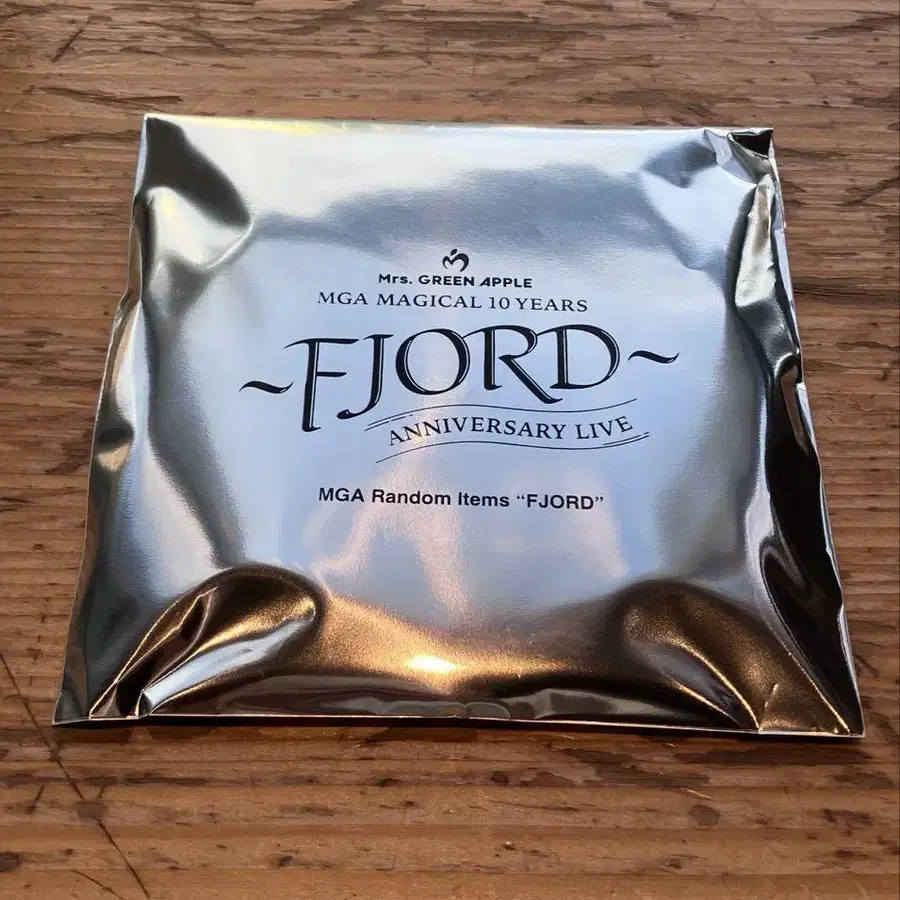 Mrs. GREEN APPLE
MGA MAGICAL 10 YEARS
~FJORD~
ANNIVERSARY LIVE
MGA Random Items “FJORD”